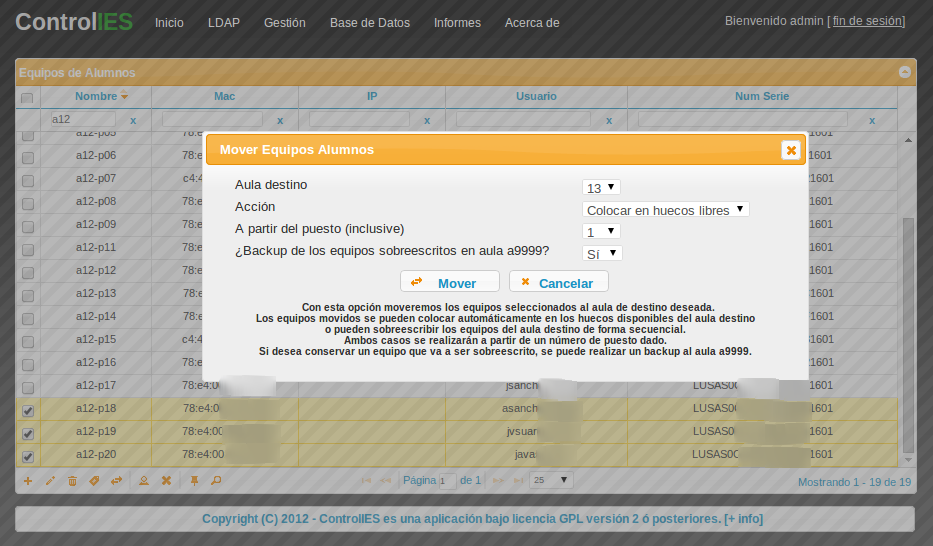 ControlIES Inicio LDAP Gestión Base de Datos Informes Acerca de Bienvenido admin [ fin de sesión]
Equipos de Alumnos
Nombre Mac IP Usuario Num Serie
a12 x x x x x
a12-p05
a12-p06 78:e 1601
a12-p07 c4:4 1601
a12-p08 78:e 1601
a12-p09 78:e 1601
a12-p11 78:e 1601
a12-p12 78:e 1601
a12-p13 78:e 1601
a12-p14 78:e 1601
a12-p15 c4:4 1601
a12-p16 78:e 1601
a12-p17 78:e4:0 jsanch LUSAS0 1601
a12-p18 78:e4:0 asanch LUSAS0 1601
a12-p19 78:e4:00 jvsuar LUSAS0 1601
a12-p20 78:e4:00 javas LUSAS0 1601
Mover Equipos Alumnos
Aula destino 13
Acción Colocar en huecos libres
A partir del puesto (inclusive) 1
¿Backup de los equipos sobreescritos en aula a9999? Sí
Mover Cancelar
Con esta opción moveremos los equipos seleccionados al aula de destino deseada.
Los equipos movidos se pueden colocar automáticamente en los huecos disponibles del aula destino
o pueden sobreescribir los equipos del aula destino de forma secuencial.
Ambos casos se realizarán a partir de un número de puesto dado.
Si desea conservar un equipo que va a ser sobreescrito, se puede realizar un backup al aula a9999.
Página 1 de 1 25 Mostrando 1 - 19 de 19
Copyright (C) 2012 - ControlIES es una aplicación bajo licencia GPL versión 2 ó posteriores. [+ info]